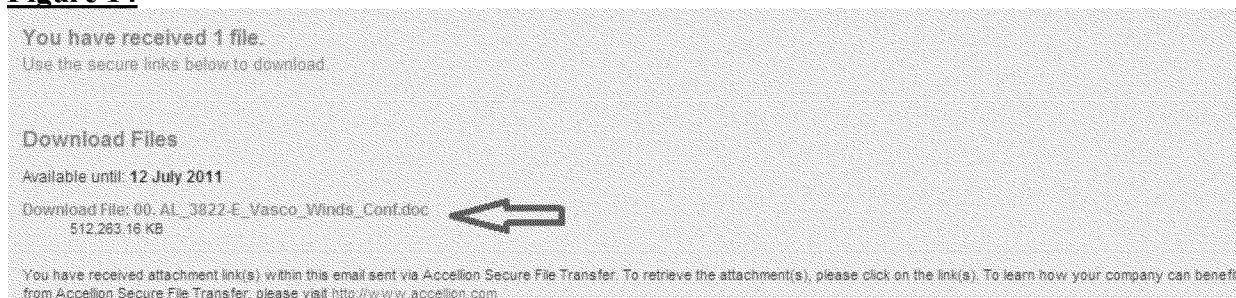 You have received 1 file.
Use the secure links below to download.
Download Files
Available until: 12 July 2011
Download File: 00. AL_3822-E_Vasco_Winds_Conf.doc
512,263.16 KB
You have received attachment link(s) within this email sent via Accellion Secure File Transfer. To retrieve the attachment(s), please click on the link(s). To learn how your company can benefit
from Accellion Secure File Transfer, please visit http://www.accellion.com